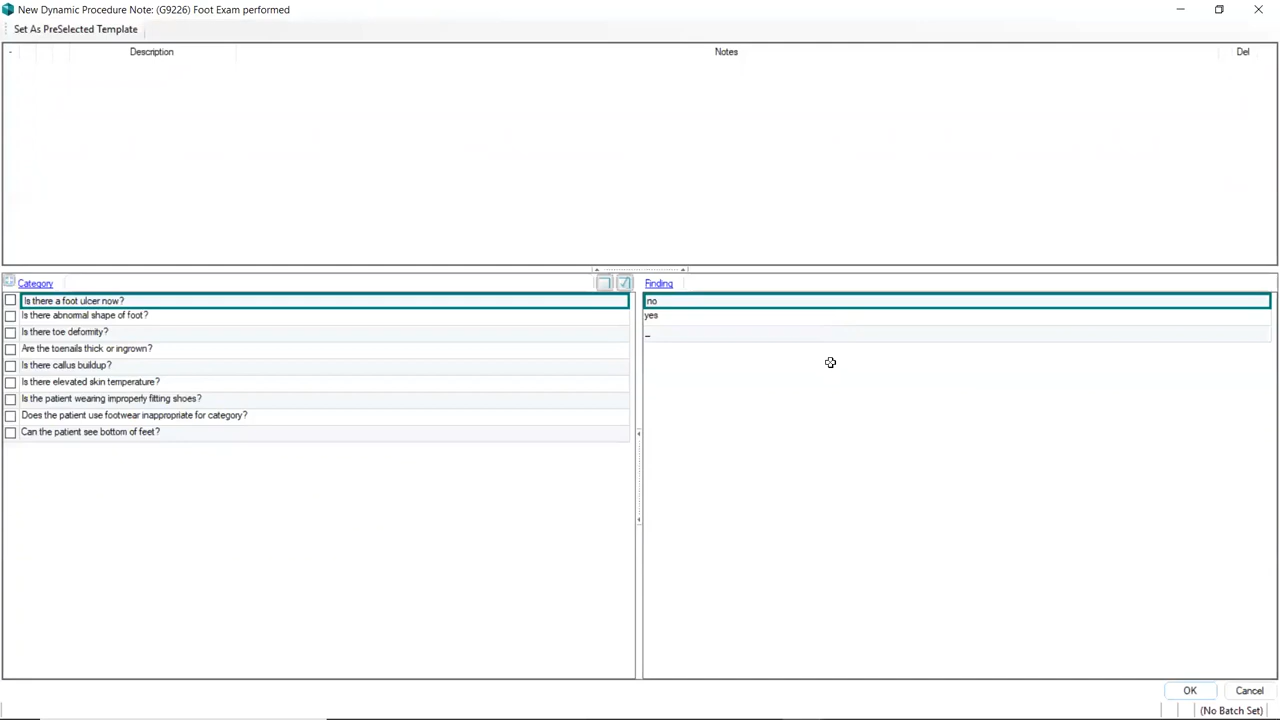 New Dynamic Procedure Note: (G9226) Foot Exam performed
Set As PreSelected Template
- Description Notes Del
Category
Is there a foot ulcer now?
Is there abnormal shape of foot?
Is there toe deformity?
Are the toenails thick or ingrown?
Is there callus buildup?
Is there elevated skin temperature?
Is the patient wearing improperly fitting shoes?
Does the patient use footwear inappropriate for category?
Can the patient see bottom of feet?
Finding
no
yes
_
OK Cancel
(No Batch Set)